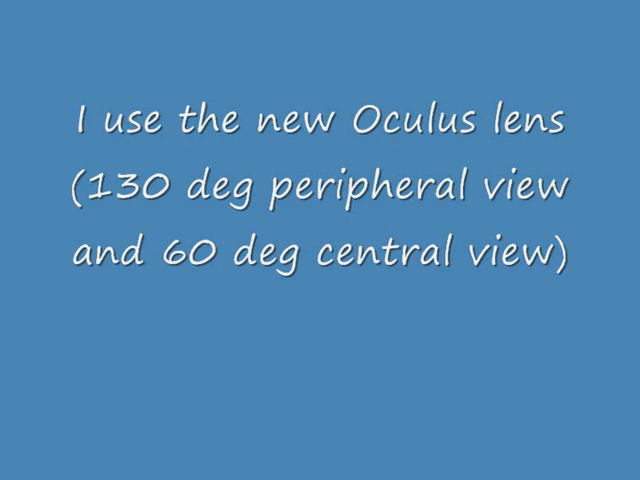 I use the new Oculus lens
(130 deg peripheral view
and 60 deg central view)